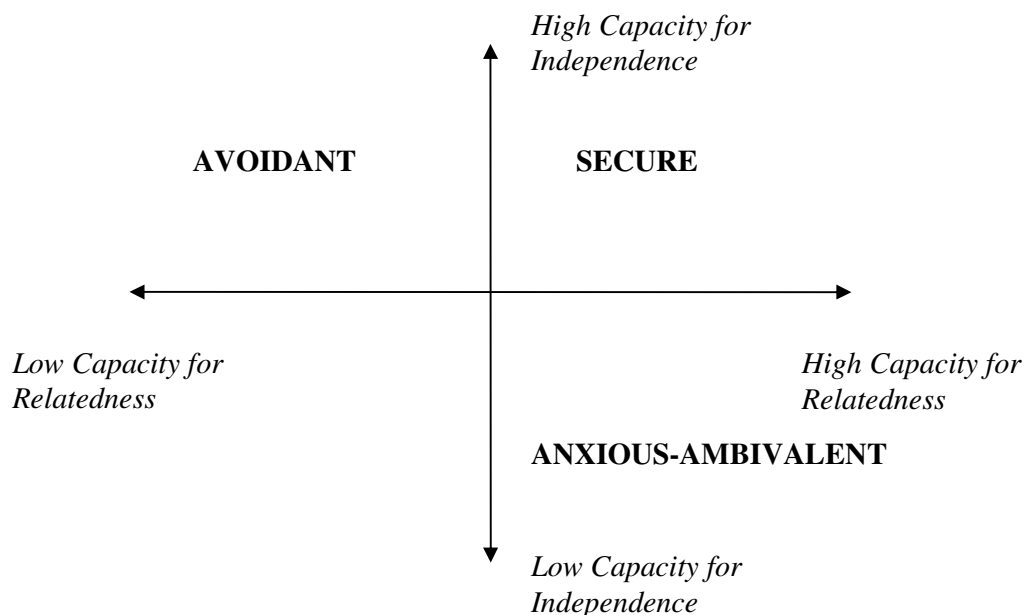 High Capacity for
Independence
AVOIDANT
SECURE
Low Capacity for
Relatedness
High Capacity for
Relatedness
ANXIOUS-AMBIVALENT
Low Capacity for
Independence